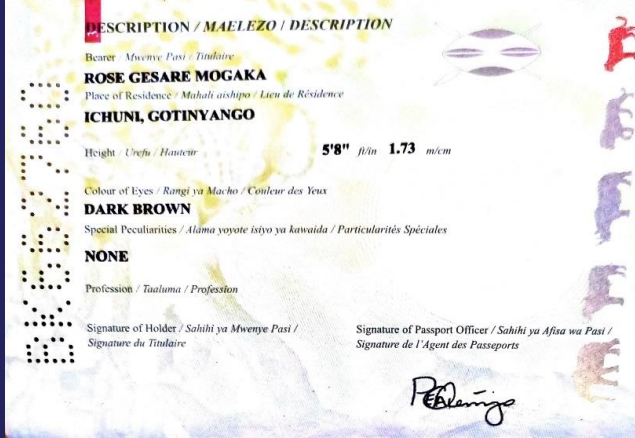 DESCRIPTION / MAELEZO / DESCRIPTION
Bearer / Mwenye Pasi / Titulaire
ROSE GESARE MOGAKA
Place of Residence / Mahali aishipo / Lieu de Résidence
ICHUNI, GOTINYANGO
Height / Urefu / Hauteur 5'8" ft/in 1.73 m/cm
Colour of Eyes / Rangi ya Macho / Couleur des Yeux
DARK BROWN
Special Peculiarities / Alama yoyote isiyo ya kawaida / Particularités Spéciales
NONE
Profession / Taaluma / Profession
Signature of Holder / Sahihi ya Mwenye Pasi /
Signature du Titulaire
Signature of Passport Officer / Sahihi ya Afisa wa Pasi /
Signature de l'Agent des Passeports